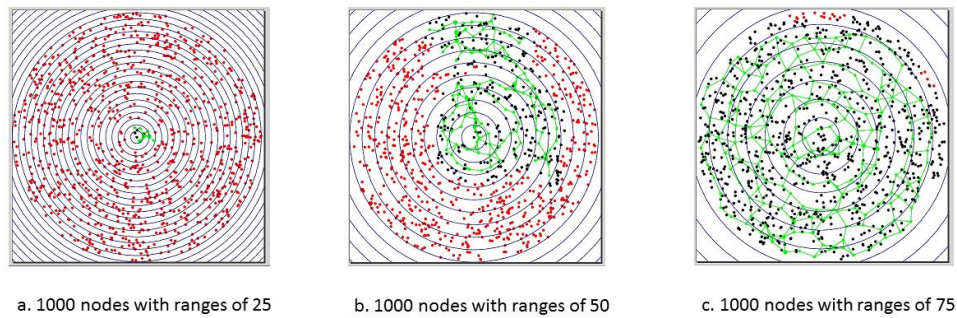 a. 1000 nodes with ranges of 25
b. 1000 nodes with ranges of 50
c. 1000 nodes with ranges of 75